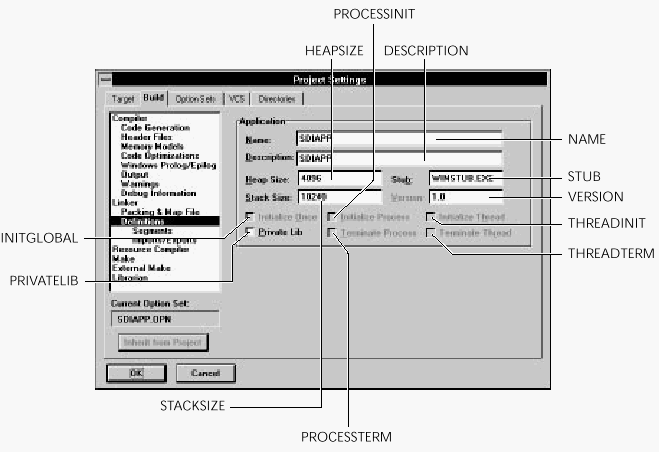 PROCESSINIT
HEAPSIZE
DESCRIPTION
Project Settings
Target
Build
Option Sets
VCS
Directories
Compiler
Code Generation
Header Files
Memory Models
Code Optimizations
Windows Prolog/Epilog
Output
Warnings
Debug Information
Linker
Packing & Map File
Definitions
Segments
Imports/Exports
Resource Compiler
Make
External Make
Librarian
Current Option Set:
SDIAPP.OPN
Inherit from Project
OK
Cancel
Application
Name:
SDIAPP
Description:
SDIAPP
Heap Size:
4096
Stub:
WINSTUB.EXE
Stack Size:
10240
Version:
1.0
Initialize Once
Initialize Process
Initialize Thread
Private Lib
Terminate Process
Terminate Thread
NAME
STUB
VERSION
THREADINIT
THREADTERM
INITGLOBAL
PRIVATELIB
STACKSIZE
PROCESSTERM